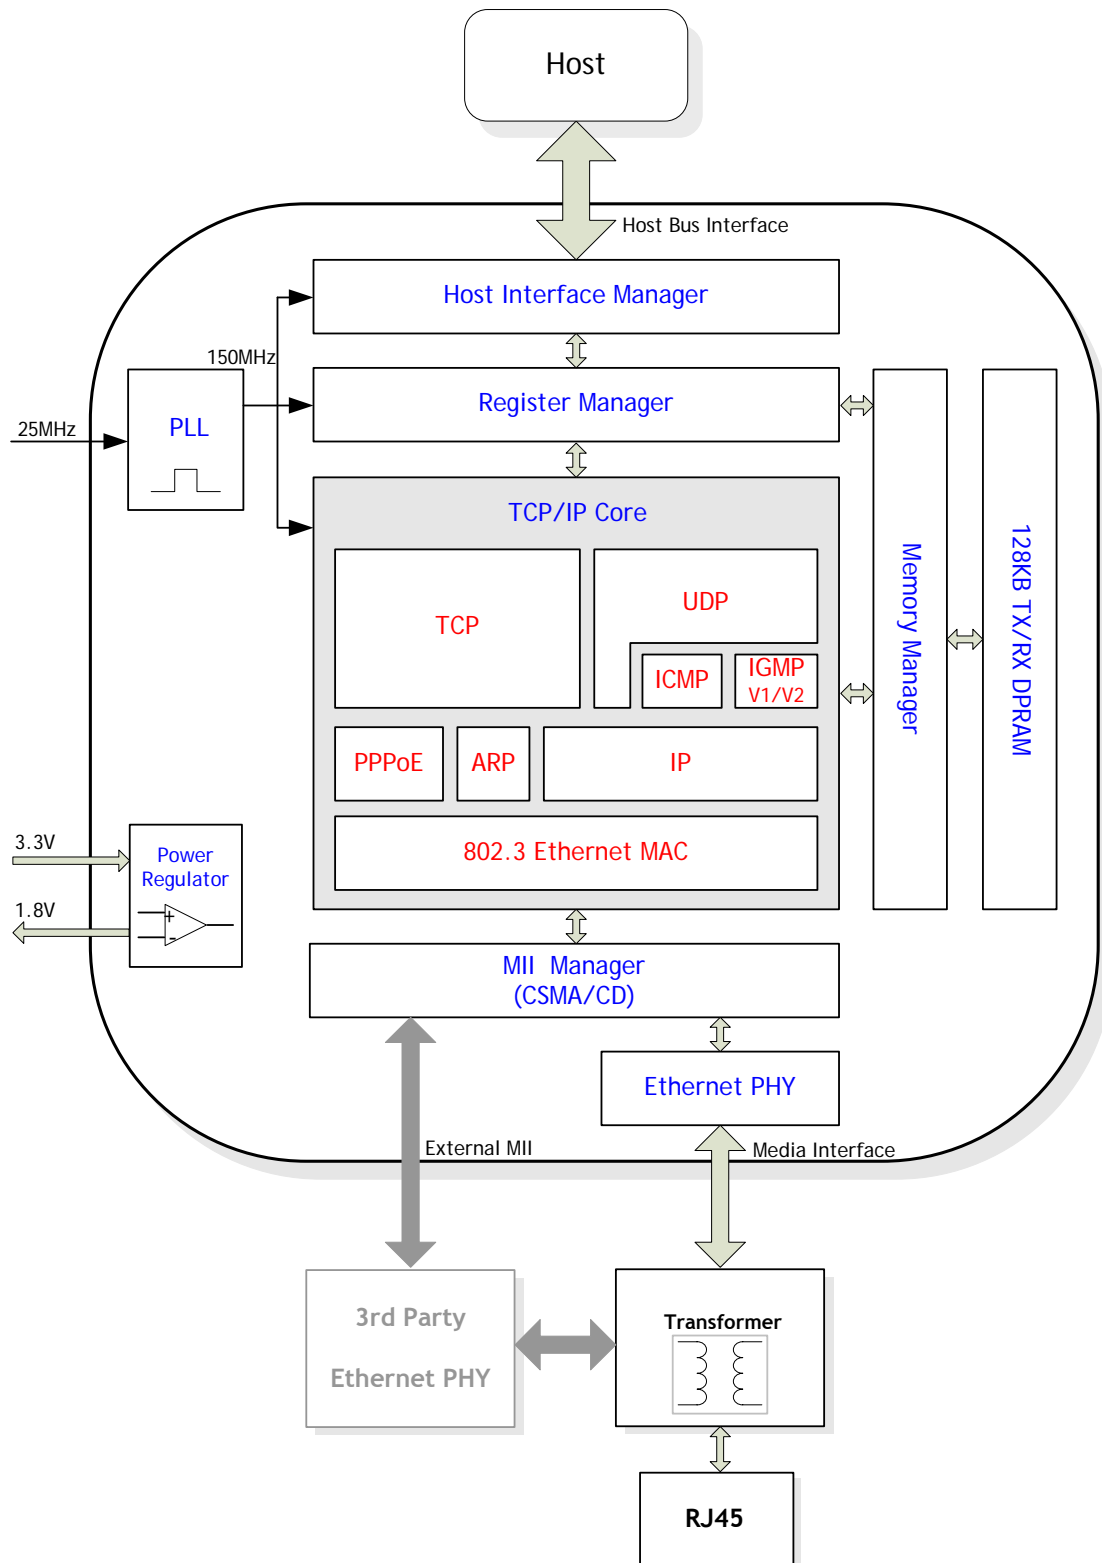 Host
Host Bus Interface
Host Interface Manager
150MHz
Register Manager
PLL
25MHz
TCP/IP Core
TCP
UDP
ICMP
IGMP
V1/V2
PPPoE
ARP
IP
802.3 Ethernet MAC
Memory Manager
128KB TX/RX DPRAM
3.3V
Power
Regulator
1.8V
+
-
MII Manager
(CSMA/CD)
Ethernet PHY
External MII
Media Interface
3rd Party
Ethernet PHY
Transformer
RJ45